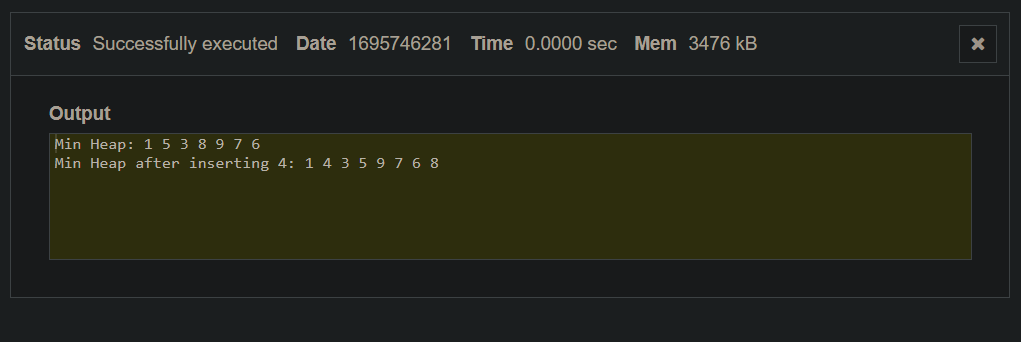 Status Successfully executed Date 1695746281 Time 0.0000 sec Mem 3476 kB
Output
Min Heap: 1 5 3 8 9 7 6
Min Heap after inserting 4: 1 4 3 5 9 7 6 8